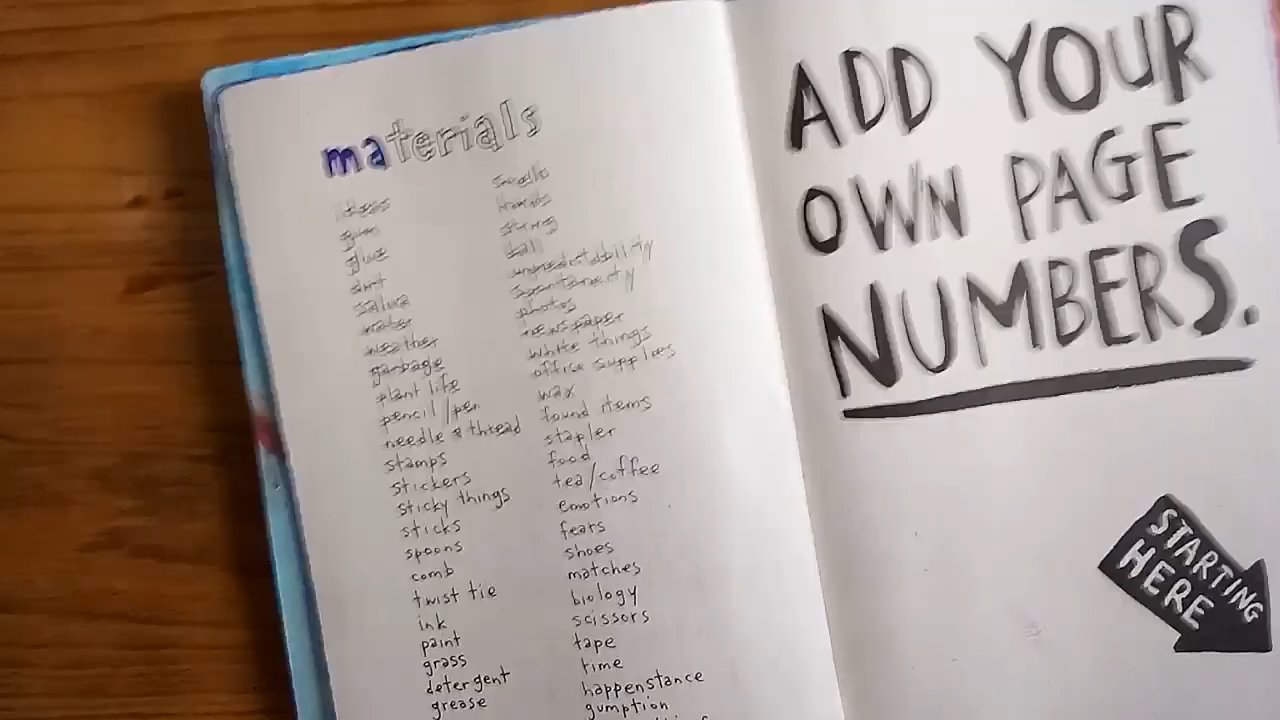 materials
ideas
gum
glue
dirt
saliva
water
weather
garbage
plant life
pencil/pen
needle & thread
stamps
stickers
sticky things
sticks
spoons
comb
twist tie
ink
paint
grass
detergent
grease
smells
hands
string
ball
unpredictability
spontaneity
photos
newspaper
white things
office supplies
wax
found items
stapler
food
tea/coffee
emotions
fears
shoes
matches
biology
scissors
tape
time
happenstance
gumption
ADD YOUR
OWN PAGE
NUMBERS.
STARTING
HERE